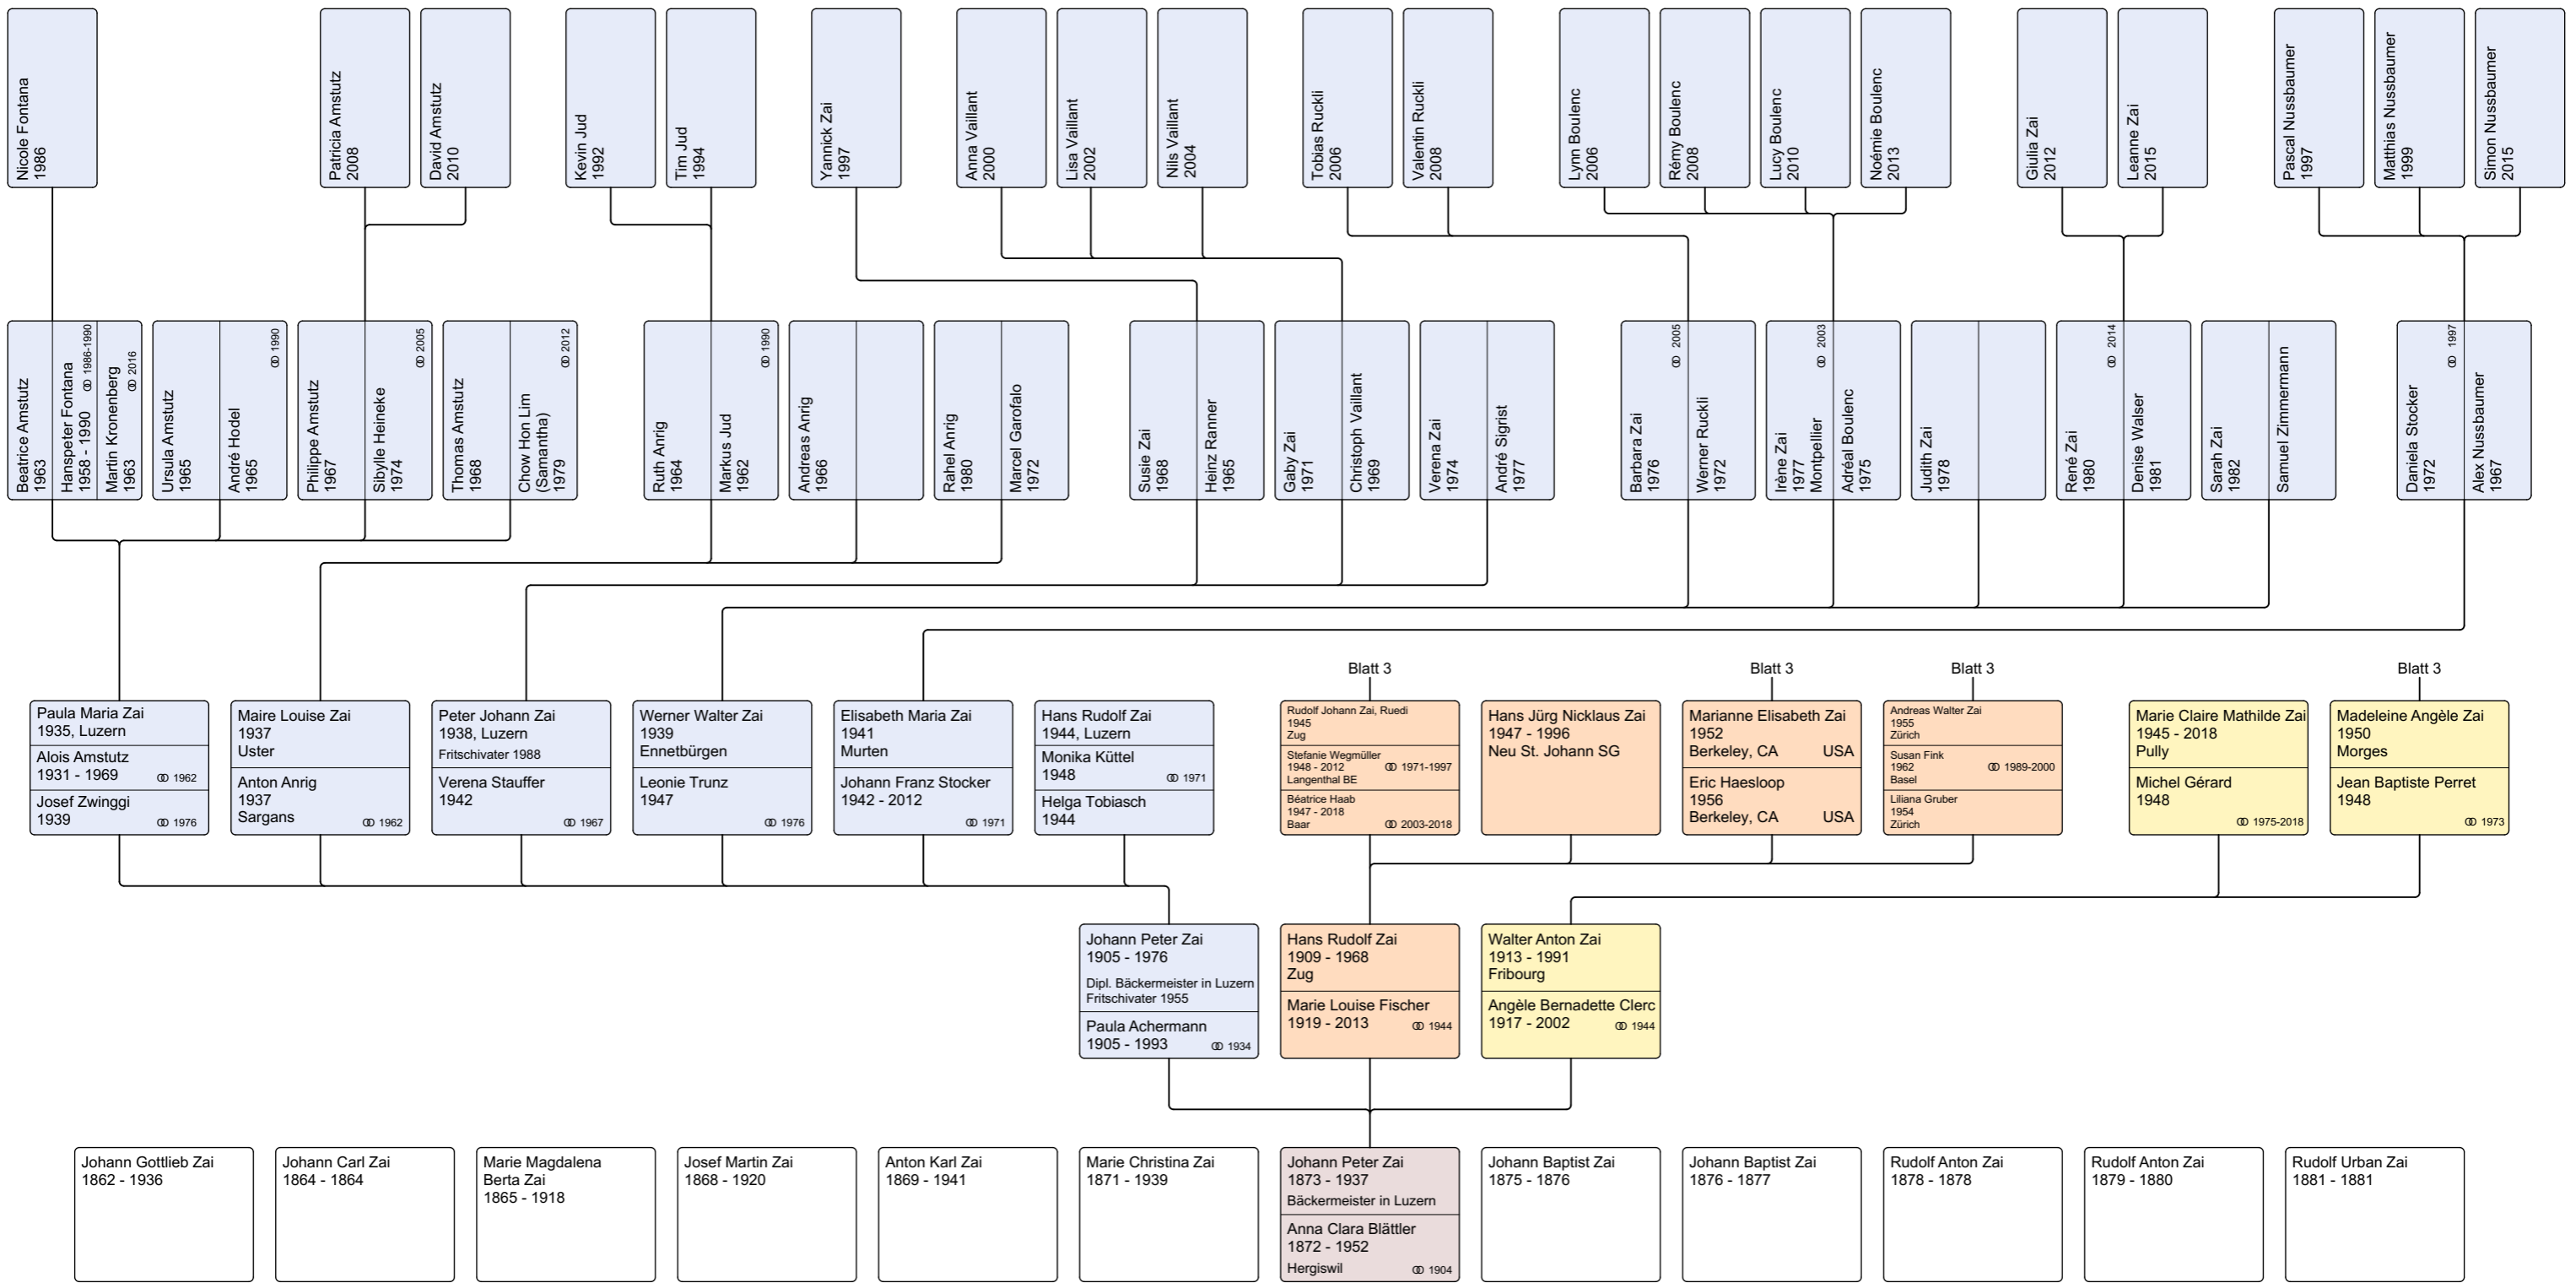 Nicole Fontana
1986
Patricia Amstutz
2008
David Amstutz
2010
Kevin Jud
1992
Tim Jud
1994
Yannick Zai
1997
Anna Vaillant
2000
Lisa Vaillant
2002
Nils Vaillant
2004
Tobias Ruckli
2006
Valentin Ruckli
2008
Lynn Boulenc
2006
Rémy Boulenc
2008
Lucy Boulenc
2010
Noémie Boulenc
2013
Giulia Zai
2012
Leanne Zai
2015
Pascal Nussbaumer
1997
Matthias Nussbaumer
1999
Simon Nussbaumer
2015
Beatrice Amstutz
1963
Hanspeter Fontana
1958 - 1990 ⚭ 1986-1990
Martin Kronenberg
1963 ⚭ 2016
Ursula Amstutz
1965
André Hodel
1965 ⚭ 1990
Philippe Amstutz
1967
Sibylle Heineke
1974 ⚭ 2005
Thomas Amstutz
1968
Chow Hon Lim
(Samantha)
1979 ⚭ 2012
Ruth Anrig
1964
Markus Jud
1962 ⚭ 1990
Andreas Anrig
1966
Rahel Anrig
1980
Marcel Garofalo
1972
Susie Zai
1968
Heinz Ranner
1965
Gaby Zai
1971
Christoph Vaillant
1969
Verena Zai
1974
André Sigrist
1977
Barbara Zai
1976 ⚭ 2005
Werner Ruckli
1972
Irène Zai
1977
Montpellier ⚭ 2003
Adréal Boulenc
1975
Judith Zai
1978
René Zai
1980 ⚭ 2014
Denise Walser
1981
Sarah Zai
1982
Samuel Zimmermann
Daniela Stocker
1972 ⚭ 1997
Alex Nussbaumer
1967
Blatt 3
Blatt 3
Blatt 3
Blatt 3
Paula Maria Zai
1935, Luzern
Alois Amstutz
1931 - 1969 ⚭ 1962
Josef Zwinggi
1939 ⚭ 1976
Maire Louise Zai
1937
Uster
Anton Anrig
1937
Sargans ⚭ 1962
Peter Johann Zai
1938, Luzern
Fritschivater 1988
Verena Stauffer
1942
⚭ 1967
Werner Walter Zai
1939
Ennetbürgen
Leonie Trunz
1947
⚭ 1976
Elisabeth Maria Zai
1941
Murten
Johann Franz Stocker
1942 - 2012
⚭ 1971
Hans Rudolf Zai
1944, Luzern
Monika Küttel
1948 ⚭ 1971
Helga Tobiasch
1944
Rudolf Johann Zai, Ruedi
1945
Zug
Stefanie Wegmüller
1948 - 2012 ⚭ 1971-1997
Langenthal BE
Béatrice Haab
1947 - 2018
Baar ⚭ 2003-2018
Hans Jürg Nicklaus Zai
1947 - 1996
Neu St. Johann SG
Marianne Elisabeth Zai
1952
Berkeley, CA USA
Eric Haesloop
1956
Berkeley, CA USA
Andreas Walter Zai
1955
Zürich
Susan Fink
1962 ⚭ 1989-2000
Basel
Liliana Gruber
1954
Zürich
Marie Claire Mathilde Zai
1945 - 2018
Pully
Michel Gérard
1948
⚭ 1975-2018
Madeleine Angèle Zai
1950
Morges
Jean Baptiste Perret
1948
⚭ 1973
Johann Peter Zai
1905 - 1976
Dipl. Bäckermeister in Luzern
Fritschivater 1955
Paula Achermann
1905 - 1993 ⚭ 1934
Hans Rudolf Zai
1909 - 1968
Zug
Marie Louise Fischer
1919 - 2013 ⚭ 1944
Walter Anton Zai
1913 - 1991
Fribourg
Angèle Bernadette Clerc
1917 - 2002 ⚭ 1944
Johann Gottlieb Zai
1862 - 1936
Johann Carl Zai
1864 - 1864
Marie Magdalena
Berta Zai
1865 - 1918
Josef Martin Zai
1868 - 1920
Anton Karl Zai
1869 - 1941
Marie Christina Zai
1871 - 1939
Johann Peter Zai
1873 - 1937
Bäckermeister in Luzern
Anna Clara Blättler
1872 - 1952
Hergiswil ⚭ 1904
Johann Baptist Zai
1875 - 1876
Johann Baptist Zai
1876 - 1877
Rudolf Anton Zai
1878 - 1878
Rudolf Anton Zai
1879 - 1880
Rudolf Urban Zai
1881 - 1881